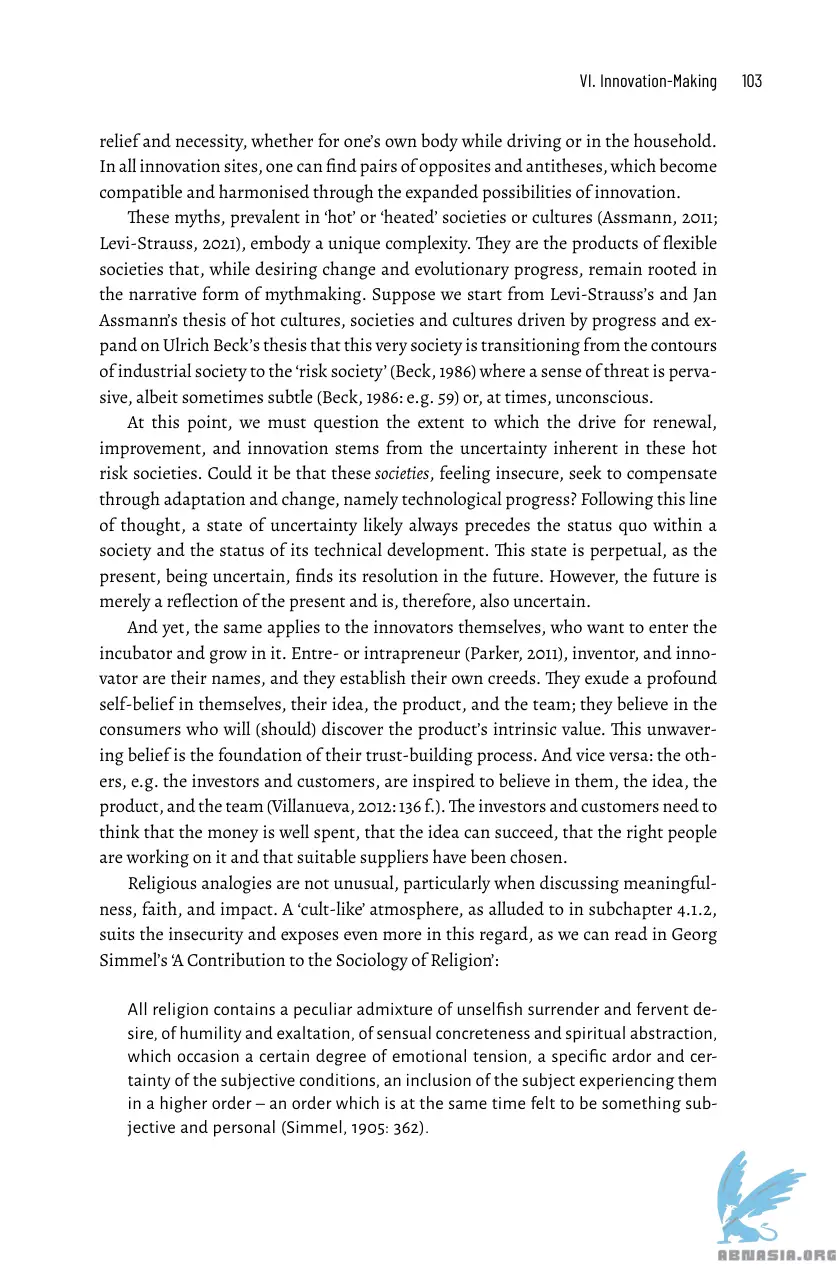 VI. Innovation-Making 103
relief and necessity, whether for one’s own body while driving or in the household.
In all innovation sites, one can find pairs of opposites and antitheses, which become
compatible and harmonised through the expanded possibilities of innovation.
These myths, prevalent in ‘hot’ or ‘heated’ societies or cultures (Assmann, 2011;
Levi-Strauss, 2021), embody a unique complexity. They are the products of flexible
societies that, while desiring change and evolutionary progress, remain rooted in
the narrative form of mythmaking. Suppose we start from Levi-Strauss’s and Jan
Assmann’s thesis of hot cultures, societies and cultures driven by progress and ex-
pand on Ulrich Beck’s thesis that this very society is transitioning from the contours
of industrial society to the ‘risk society’ (Beck, 1986) where a sense of threat is perva-
sive, albeit sometimes subtle (Beck, 1986: e.g. 59) or, at times, unconscious.
At this point, we must question the extent to which the drive for renewal,
improvement, and innovation stems from the uncertainty inherent in these hot
risk societies. Could it be that these societies, feeling insecure, seek to compensate
through adaptation and change, namely technological progress? Following this line
of thought, a state of uncertainty likely always precedes the status quo within a
society and the status of its technical development. This state is perpetual, as the
present, being uncertain, finds its resolution in the future. However, the future is
merely a reflection of the present and is, therefore, also uncertain.
And yet, the same applies to the innovators themselves, who want to enter the
incubator and grow in it. Entre- or intrapreneur (Parker, 2011), inventor, and inno-
vator are their names, and they establish their own creeds. They exude a profound
self-belief in themselves, their idea, the product, and the team; they believe in the
consumers who will (should) discover the product’s intrinsic value. This unwaver-
ing belief is the foundation of their trust-building process. And vice versa: the oth-
ers, e.g. the investors and customers, are inspired to believe in them, the idea, the
product, and the team (Villanueva, 2012: 136 f.). The investors and customers need to
think that the money is well spent, that the idea can succeed, that the right people
are working on it and that suitable suppliers have been chosen.
Religious analogies are not unusual, particularly when discussing meaningful-
ness, faith, and impact. A ‘cult-like’ atmosphere, as alluded to in subchapter 4.1.2,
suits the insecurity and exposes even more in this regard, as we can read in Georg
Simmel’s ‘A Contribution to the Sociology of Religion’:
All religion contains a peculiar admixture of unselfish surrender and fervent de-
sire, of humility and exaltation, of sensual concreteness and spiritual abstraction,
which occasion a certain degree of emotional tension, a specific ardor and cer-
tainty of the subjective conditions, an inclusion of the subject experiencing them
in a higher order – an order which is at the same time felt to be something sub-
jective and personal (Simmel, 1905: 362).
ABNASIA.ORG